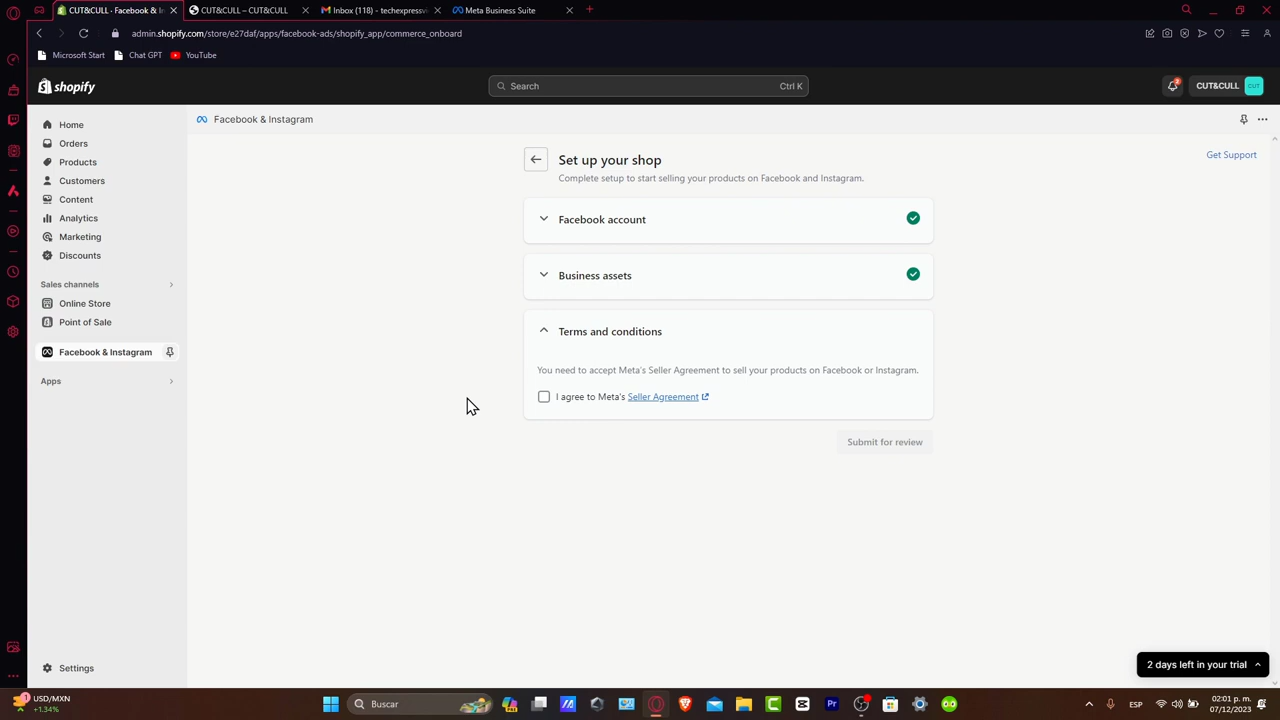 CUT&CULL · Facebook & In
CUT&CULL – CUT&CULL
Inbox (118) - techexpressvi
Meta Business Suite
admin.shopify.com/store/e27daf/apps/facebook-ads/shopify_app/commerce_onboard
Microsoft Start
Chat GPT
YouTube
shopify
Search
Ctrl K
2
CUT&CULL
CUT
Home
Orders
Products
Customers
Content
Analytics
Marketing
Discounts
Sales channels
Online Store
Point of Sale
Facebook & Instagram
Apps
Settings
Facebook & Instagram
Get Support
Set up your shop
Complete setup to start selling your products on Facebook and Instagram.
Facebook account
Business assets
Terms and conditions
You need to accept Meta's Seller Agreement to sell your products on Facebook or Instagram.
I agree to Meta's Seller Agreement
Submit for review
2 days left in your trial
1
USD/MXN
+1.34%
Buscar
ESP
02:01 p. m.
07/12/2023